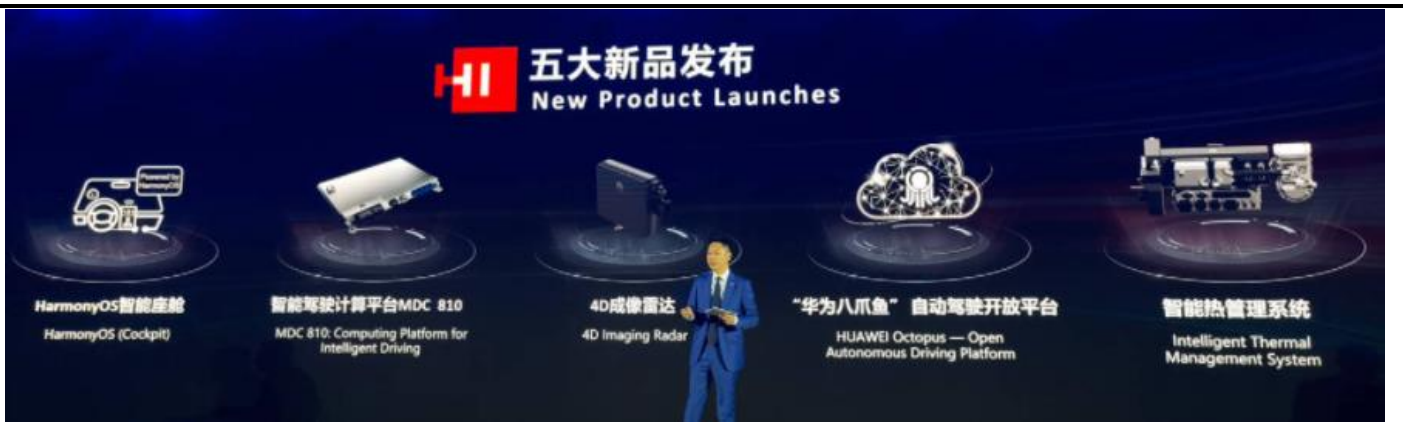 HI
五大新品发布
New Product Launches
Powered by
HarmonyOS
HarmonyOS智能座舱
HarmonyOS (Cockpit)
智能驾驶计算平台MDC 810
MDC 810: Computing Platform for
Intelligent Driving
4D成像雷达
4D Imaging Radar
“华为八爪鱼”自动驾驶开放平台
HUAWEI Octopus — Open
Autonomous Driving Platform
智能热管理系统
Intelligent Thermal
Management System